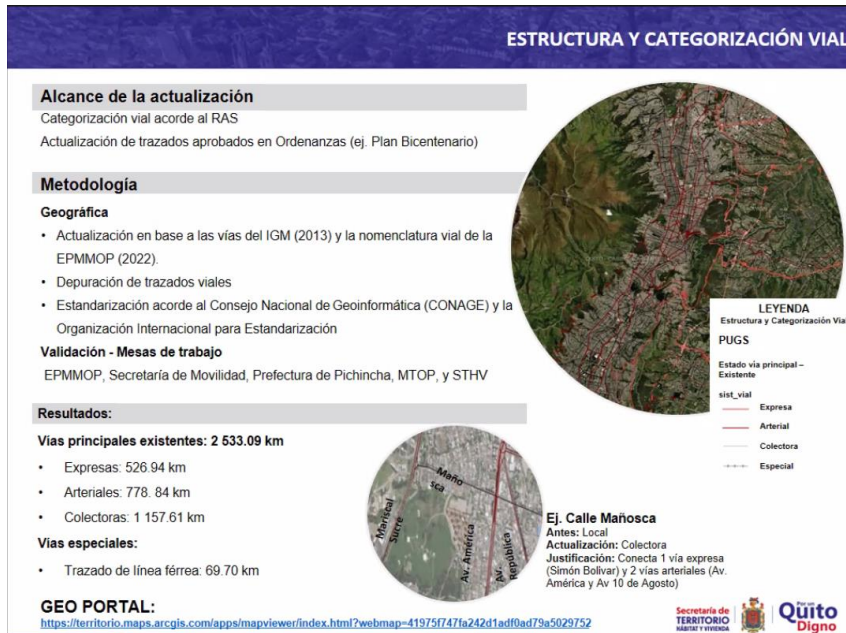 ESTRUCTURA Y CATEGORIZACIÓN VIAL
Alcance de la actualización
Categorización vial acorde al RAS
Actualización de trazados aprobados en Ordenanzas (ej. Plan Bicentenario)
Metodología
Geográfica
• Actualización en base a las vías del IGM (2013) y la nomenclatura vial de la
EPMMOP (2022).
• Depuración de trazados viales
• Estandarización acorde al Consejo Nacional de Geoinformática (CONAGE) y la
Organización Internacional para Estandarización
Validación - Mesas de trabajo
EPMMOP, Secretaría de Movilidad, Prefectura de Pichincha, MTOP, y STHV
Resultados:
Vías principales existentes: 2 533.09 km
• Expresas: 526.94 km
• Arteriales: 778. 84 km
• Colectoras: 1 157.61 km
Vías especiales:
• Trazado de línea férrea: 69.70 km
GEO PORTAL:
https://territorio.maps.arcgis.com/apps/mapviewer/index.html?webmap=41975f747fa242d1adf0ad79a5029752
LEYENDA
Estructura y Categorización Via
PUGS
Estado vía principal –
Existente
sist_vial
Expresa
Arterial
Colectora
Especial
Maño
sca
Mariscal
Sucre
Av. América
Av.
República
Ej. Calle Mañosca
Antes: Local
Actualización: Colectora
Justificación: Conecta 1 vía expresa
(Simón Bolivar) y 2 vías arteriales (Av.
América y Av 10 de Agosto)
Secretaría de
TERRITORIO
HÁBITAT Y VIVIENDA
Por un
Quito
Digno